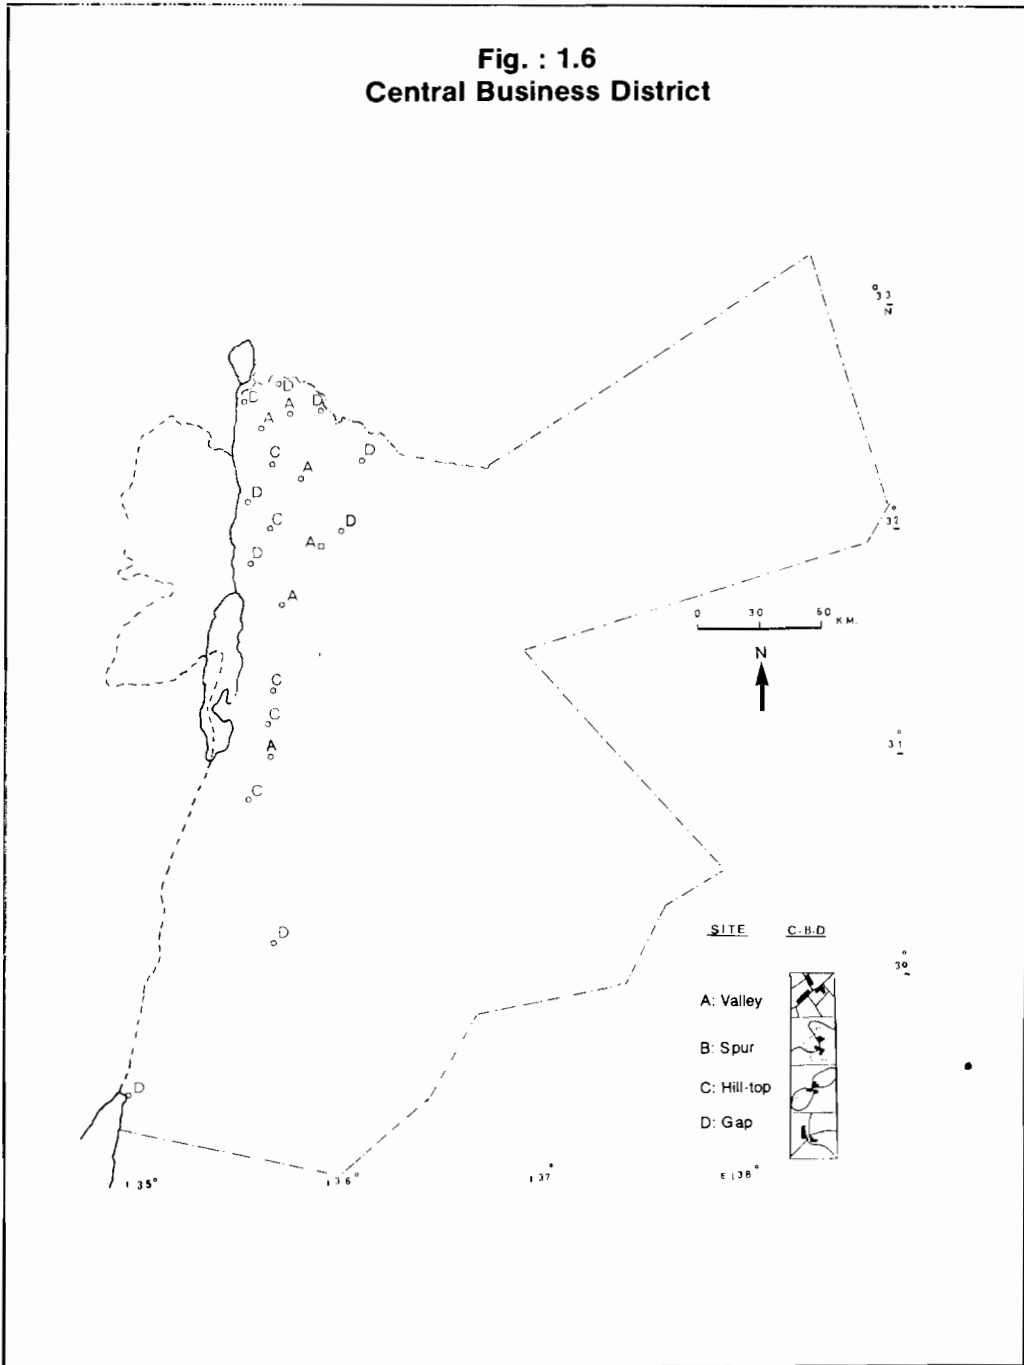 Fig. : 1.6
Central Business District
33
N
D
C
A
D
A
C
D
A
D
C
D
A
D
A
32
0 30 60 KM.
C
N
C
31
A
C
SITE C.B.D
D
30
A: Valley
B: Spur
C: Hill-top
D
D: Gap
35° 36° 37° E 38°